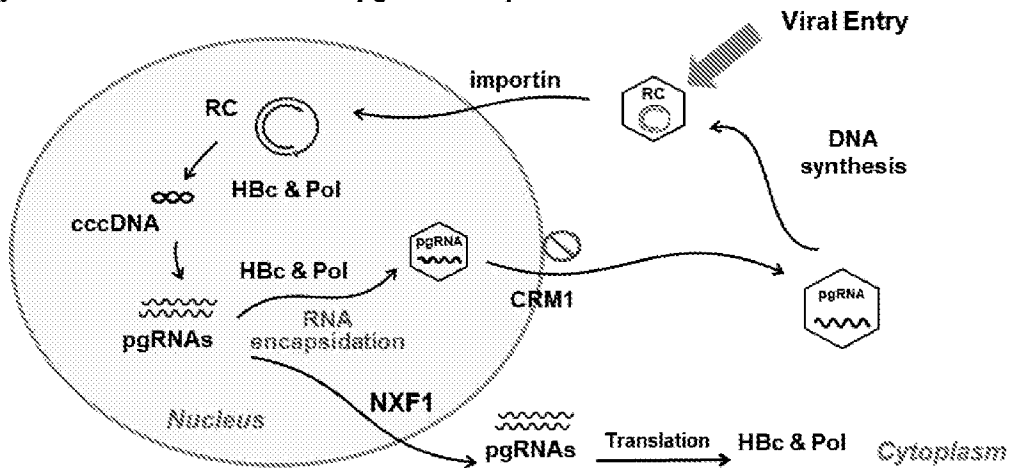 Viral Entry
importin
RC
RC
DNA
synthesis
HBc & Pol
cccDNA
pgRNA
HBc & Pol
CRM1
pgRNA
pgRNAs
RNA
encapsidation
NXF1
Nucleus
pgRNAs
Translation
HBc & Pol
Cytoplasm